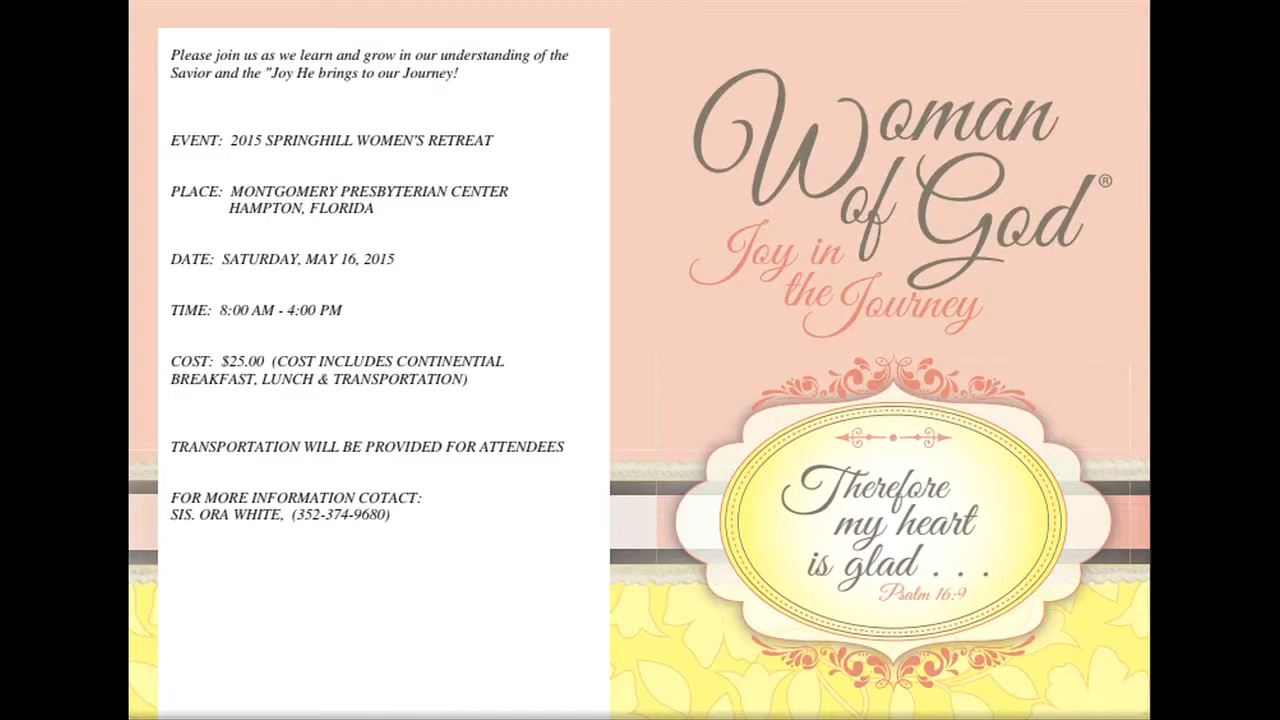 Please join us as we learn and grow in our understanding of the
Savior and the "Joy He brings to our Journey!
EVENT:  2015 SPRINGHILL WOMEN'S RETREAT
PLACE:  MONTGOMERY PRESBYTERIAN CENTER
HAMPTON, FLORIDA
DATE:  SATURDAY, MAY 16, 2015
TIME:  8:00 AM - 4:00 PM
COST:  $25.00  (COST INCLUDES CONTINENTIAL
BREAKFAST, LUNCH & TRANSPORTATION)
TRANSPORTATION WILL BE PROVIDED FOR ATTENDEES
FOR MORE INFORMATION COTACT:
SIS. ORA WHITE,  (352-374-9680)
Woman
of God®
Joy in
the Journey
Therefore
my heart
is glad . . .
Psalm 16:9